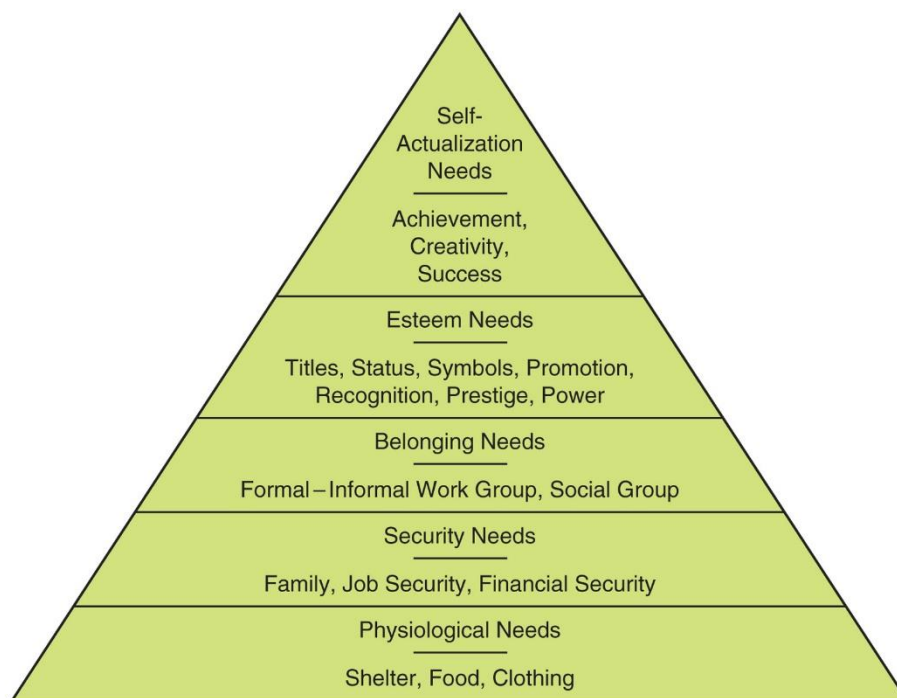 Self-
Actualization
Needs
Achievement,
Creativity,
Success
Esteem Needs
Titles, Status, Symbols, Promotion,
Recognition, Prestige, Power
Belonging Needs
Formal–Informal Work Group, Social Group
Security Needs
Family, Job Security, Financial Security
Physiological Needs
Shelter, Food, Clothing